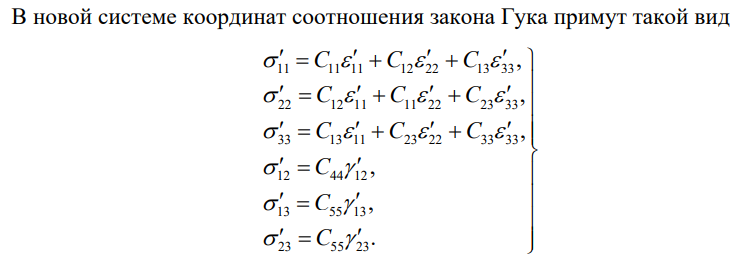 В новой системе координат соотношения закона Гука примут такой вид
σ′₁₁ = C₁₁ε′₁₁ + C₁₂ε′₂₂ + C₁₃ε′₃₃,
σ′₂₂ = C₁₂ε′₁₁ + C₁₁ε′₂₂ + C₂₃ε′₃₃,
σ′₃₃ = C₁₃ε′₁₁ + C₂₃ε′₂₂ + C₃₃ε′₃₃,
σ′₁₂ = C₄₄γ′₁₂,
σ′₁₃ = C₅₅γ′₁₃,
σ′₂₃ = C₅₅γ′₂₃.